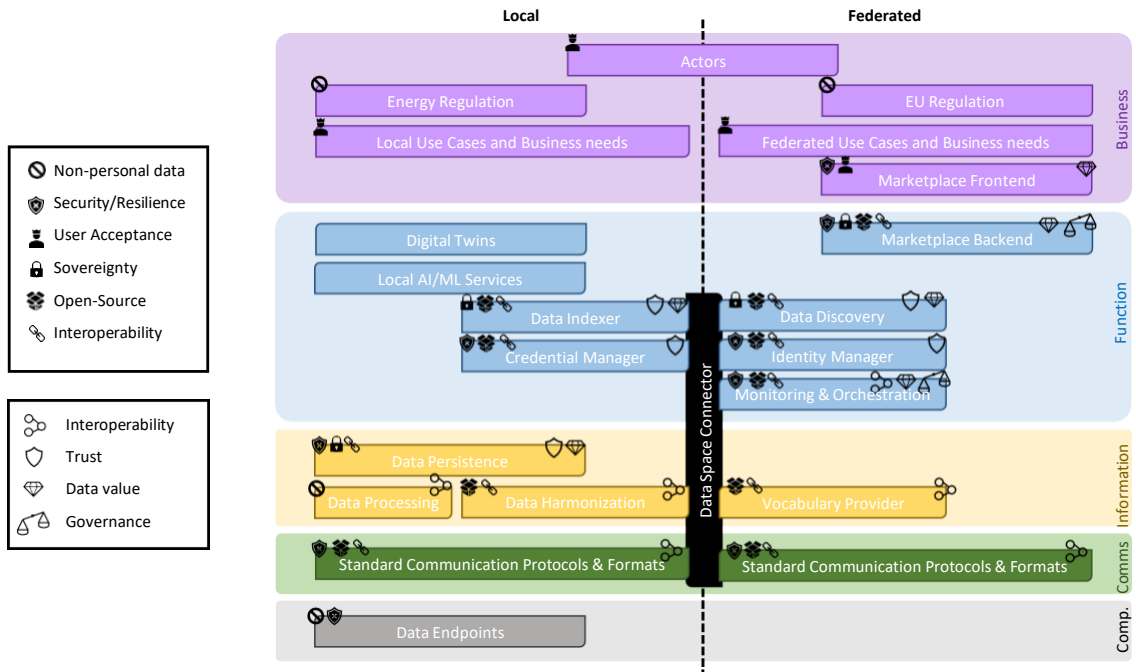 Local
Federated
Actors
Energy Regulation
EU Regulation
Local Use Cases and Business needs
Federated Use Cases and Business needs
Marketplace Frontend
Business
Non-personal data
Security/Resilience
User Acceptance
Sovereignty
Open-Source
Interoperability
Digital Twins
Marketplace Backend
Local AI/ML Services
Data Indexer
Data Discovery
Credential Manager
Identity Manager
Monitoring & Orchestration
Function
Data Space Connector
Interoperability
Trust
Data value
Governance
Data Persistence
Data Processing
Data Harmonization
Vocabulary Provider
Information
Standard Communication Protocols & Formats
Standard Communication Protocols & Formats
Comms
Data Endpoints
Comp.